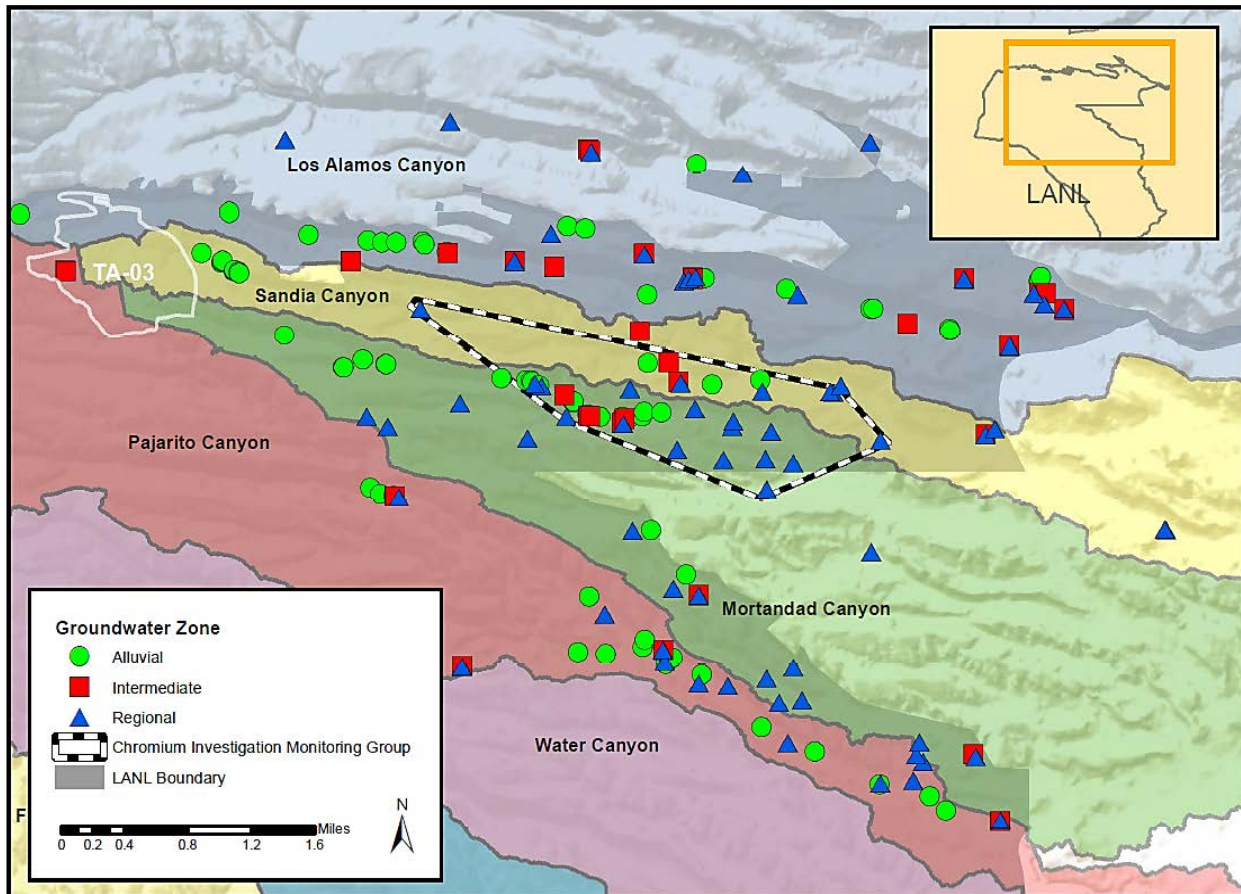 LANL
Los Alamos Canyon
TA-03
Sandia Canyon
Pajarito Canyon
Mortandad Canyon
Water Canyon
F
Groundwater Zone
Alluvial
Intermediate
Regional
Chromium Investigation Monitoring Group
LANL Boundary
N
Miles
0 0.2 0.4 0.8 1.2 1.6